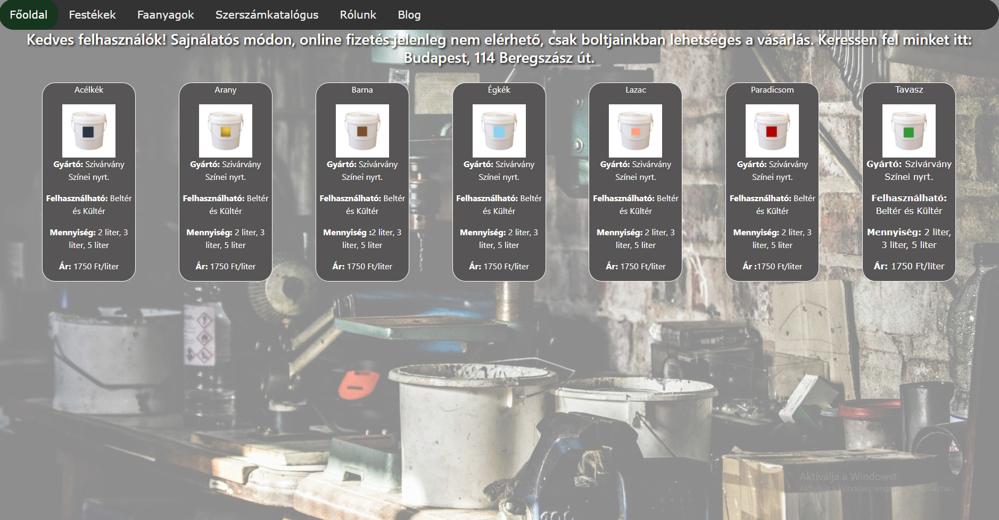 Főoldal Festékek Faanyagok Szerszámkatalógus Rólunk Blog
Kedves felhasználók! Sajnálatós módon, online fizetés jelenleg nem elérhető, csak boltjainkban lehetséges a vásárlás. Keressen fel minket itt:
Budapest, 114 Beregszász út.
Acélkék
Gyártó: Szivárvány
Színei nyrt.
Felhasználható: Beltér
és Kültér
Mennyiség: 2 liter, 3
liter, 5 liter
Ár: 1750 Ft/liter
Arany
Gyártó: Szivárvány
Színei nyrt.
Felhasználható: Beltér
és Kültér
Mennyiség: 2 liter, 3
liter, 5 liter
Ár: 1750 Ft/liter
Barna
Gyártó: Szivárvány
Színei nyrt.
Felhasználható: Beltér
és Kültér
Mennyiség :2 liter, 3
liter, 5 liter
Ár: 1750 Ft/liter
Égkék
Gyártó: Szivárvány
Színei nyrt.
Felhasználható: Beltér
és Kültér
Mennyiség: 2 liter, 3
liter, 5 liter
Ár: 1750 Ft/liter
Lazac
Gyártó: Szivárvány
Színei nyrt.
Felhasználható: Beltér
és Kültér
Mennyiség: 2 liter, 3
liter, 5 liter
Ár: 1750 Ft/liter
Paradicsom
Gyártó: Szivárvány
Színei nyrt.
Felhasználható: Beltér
és Kültér
Mennyiség: 2 liter, 3
liter, 5 liter
Ár :1750 Ft/liter
Tavasz
Gyártó: Szivárvány
Színei nyrt.
Felhasználható:
Beltér és Kültér
Mennyiség: 2 liter,
3 liter, 5 liter
Ár: 1750 Ft/liter
Aktiválja a Windowst
Aktiválja a Windows